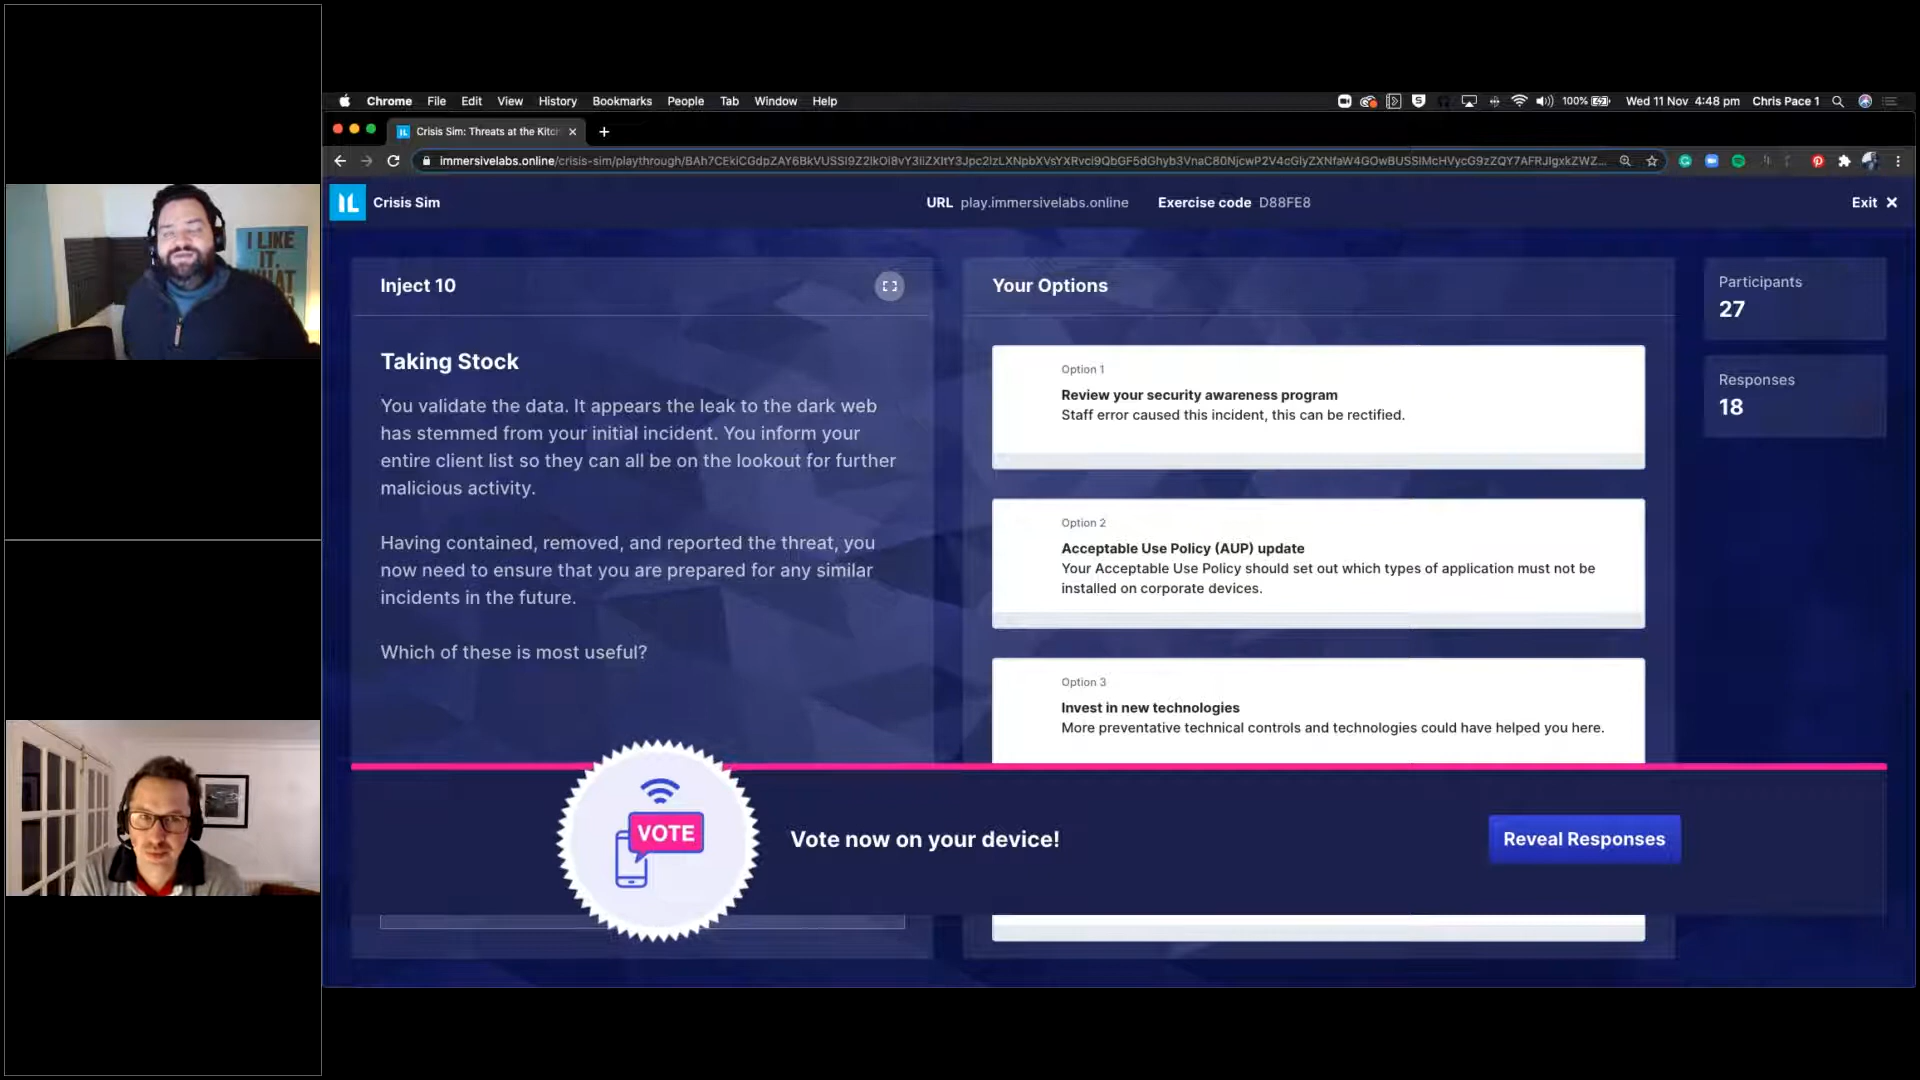 I LIKE
IT.
WHAT
Chrome File Edit View History Bookmarks People Tab Window Help
100% Wed 11 Nov 4:48 pm Chris Pace 1
Crisis Sim: Threats at the Kitch
immersivelabs.online/crisis-sim/playthrough/
IL Crisis Sim
URL play.immersivelabs.online Exercise code D88FE8
Exit
Inject 10
Taking Stock
You validate the data. It appears the leak to the dark web
has stemmed from your initial incident. You inform your
entire client list so they can all be on the lookout for further
malicious activity.
Having contained, removed, and reported the threat, you
now need to ensure that you are prepared for any similar
incidents in the future.
Which of these is most useful?
Your Options
Option 1
Review your security awareness program
Staff error caused this incident, this can be rectified.
Option 2
Acceptable Use Policy (AUP) update
Your Acceptable Use Policy should set out which types of application must not be
installed on corporate devices.
Option 3
Invest in new technologies
More preventative technical controls and technologies could have helped you here.
Participants
27
Responses
18
VOTE
Vote now on your device!
Reveal Responses